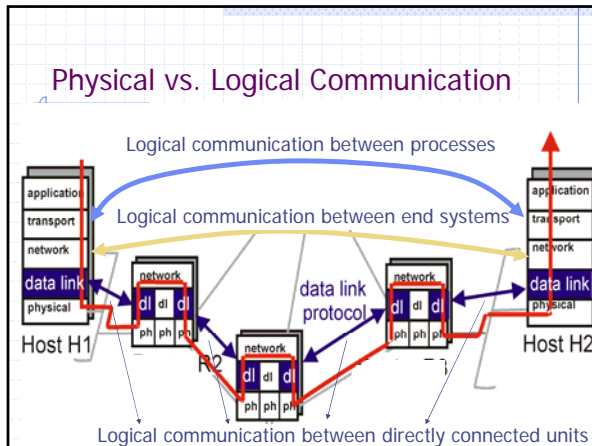 Physical vs. Logical Communication
Logical communication between processes
application
transport
network
data link
physical
Host H1
Logical communication between end systems
application
transport
network
data link
physical
Host H2
network
dl dl dl
ph ph ph
R2
network
dl dl dl
ph ph ph
data link
protocol
network
dl dl dl
ph ph ph
Logical communication between directly connected units